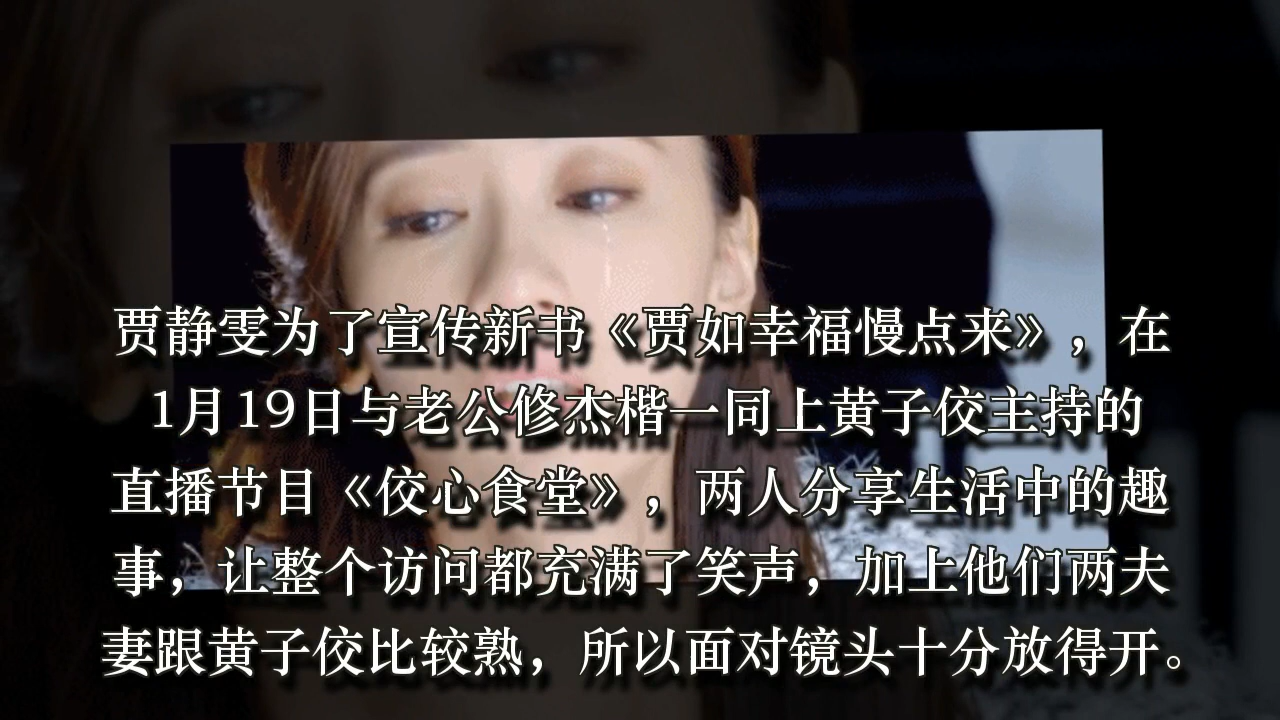 贾静雯为了宣传新书《贾如幸福慢点来》，在
1月19日与老公修杰楷一同上黄子佼主持的
直播节目《佼心食堂》，两人分享生活中的趣
事，让整个访问都充满了笑声，加上他们两夫
妻跟黄子佼比较熟，所以面对镜头十分放得开。